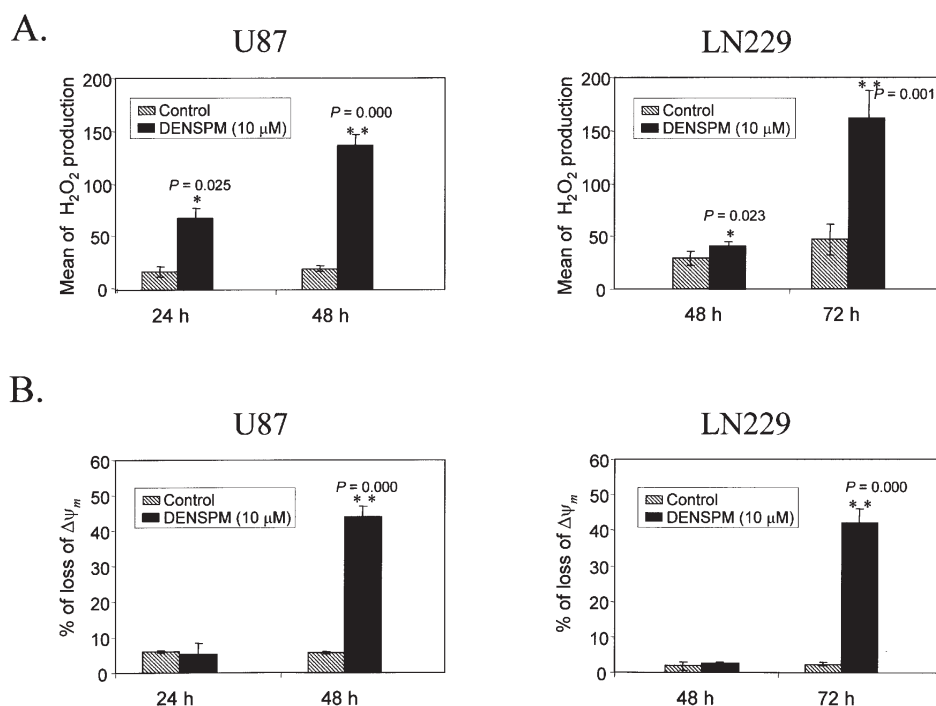 A.
U87
Mean of H₂O₂ production
200
150
100
50
0
Control
DENSPM (10 µM)
P = 0.025
*
P = 0.000
**
24 h
48 h
LN229
Mean of H₂O₂ production
200
150
100
50
0
Control
DENSPM (10 µM)
P = 0.023
*
**
P = 0.001
48 h
72 h
B.
U87
% of loss of Δψm
60
50
40
30
20
10
0
Control
DENSPM (10 µM)
P = 0.000
**
24 h
48 h
LN229
% of loss of Δψm
60
50
40
30
20
10
0
Control
DENSPM (10 µM)
P = 0.000
**
48 h
72 h